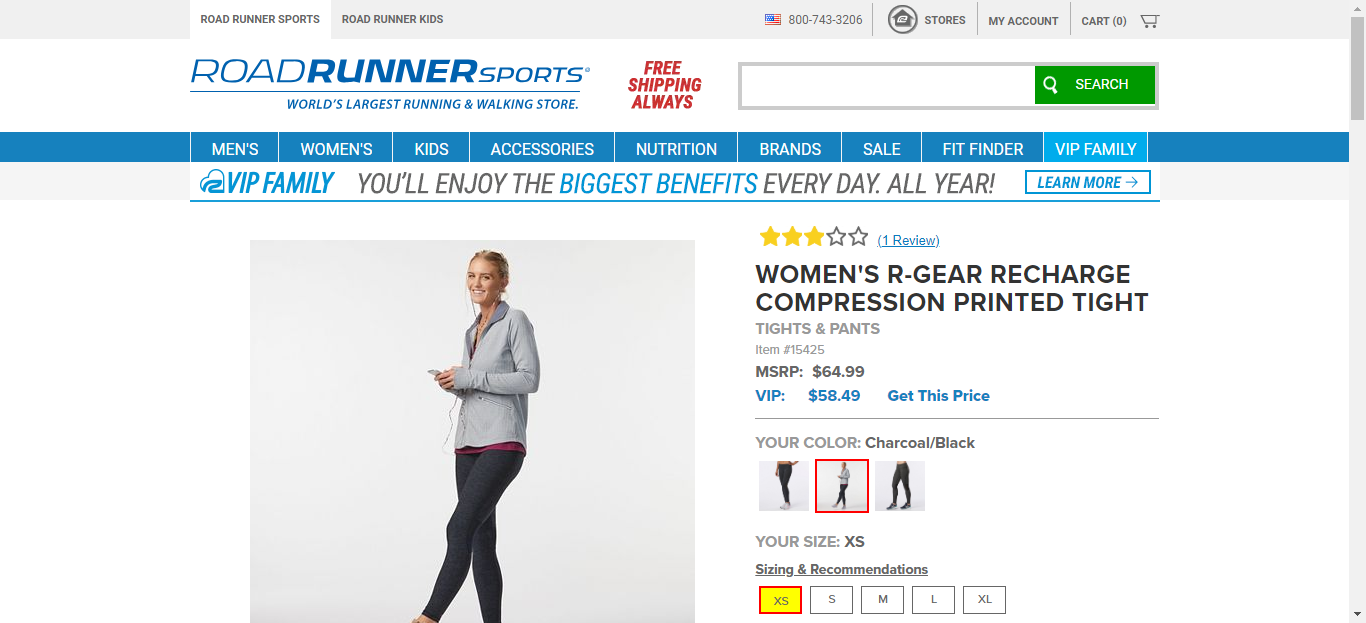 ROAD RUNNER SPORTS
ROAD RUNNER KIDS
800-743-3206
STORES
MY ACCOUNT
CART (0)
ROADRUNNERSPORTS®
WORLD'S LARGEST RUNNING & WALKING STORE.
FREE
SHIPPING
ALWAYS
SEARCH
MEN'S
WOMEN'S
KIDS
ACCESSORIES
NUTRITION
BRANDS
SALE
FIT FINDER
VIP FAMILY
VIP FAMILY YOU'LL ENJOY THE BIGGEST BENEFITS EVERY DAY. ALL YEAR! LEARN MORE →
(1 Review)
WOMEN'S R-GEAR RECHARGE
COMPRESSION PRINTED TIGHT
TIGHTS & PANTS
Item #15425
MSRP: $64.99
VIP: $58.49 Get This Price
YOUR COLOR: Charcoal/Black
YOUR SIZE: XS
Sizing & Recommendations
XS S M L XL